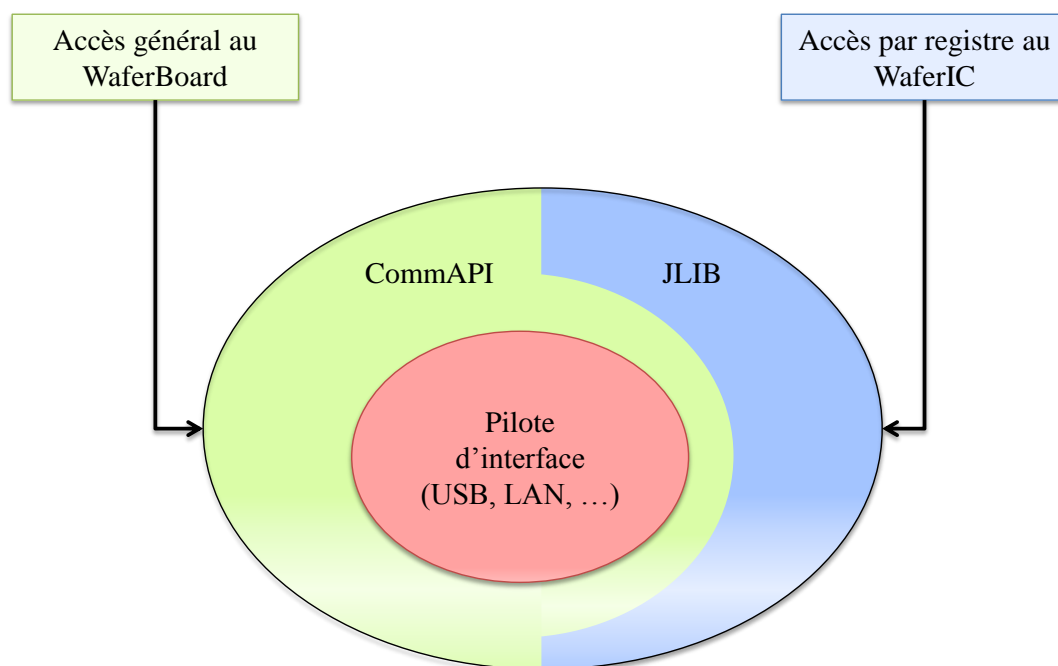 Accès général au
WaferBoard
Accès par registre au
WaferIC
CommAPI
JLIB
Pilote
d’interface
(USB, LAN, …)